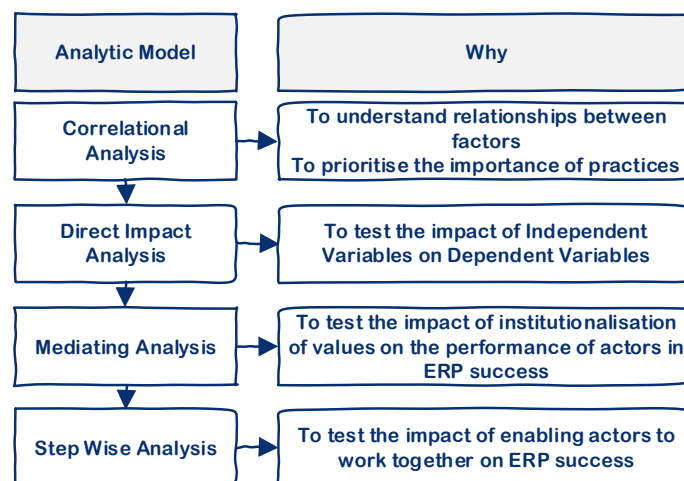 Analytic Model
Why
Correlational
Analysis
To understand relationships between
factors
To prioritise the importance of practices
Direct Impact
Analysis
To test the impact of Independent
Variables on Dependent Variables
Mediating Analysis
To test the impact of institutionalisation
of values on the performance of actors in
ERP success
Step Wise Analysis
To test the impact of enabling actors to
work together on ERP success